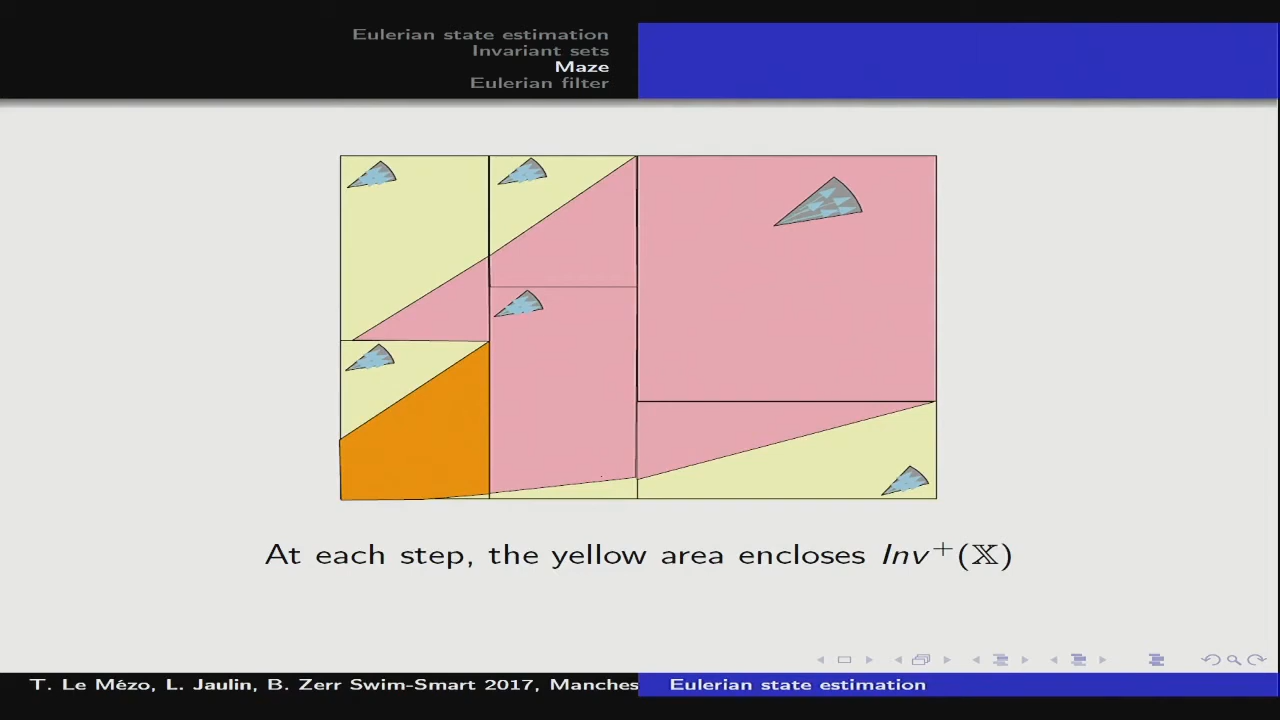 Eulerian state estimation
Invariant sets
Maze
Eulerian filter
At each step, the yellow area encloses Inv⁺(𝕏)
T. Le Mézo, L. Jaulin, B. Zerr Swim-Smart 2017, Manches
Eulerian state estimation